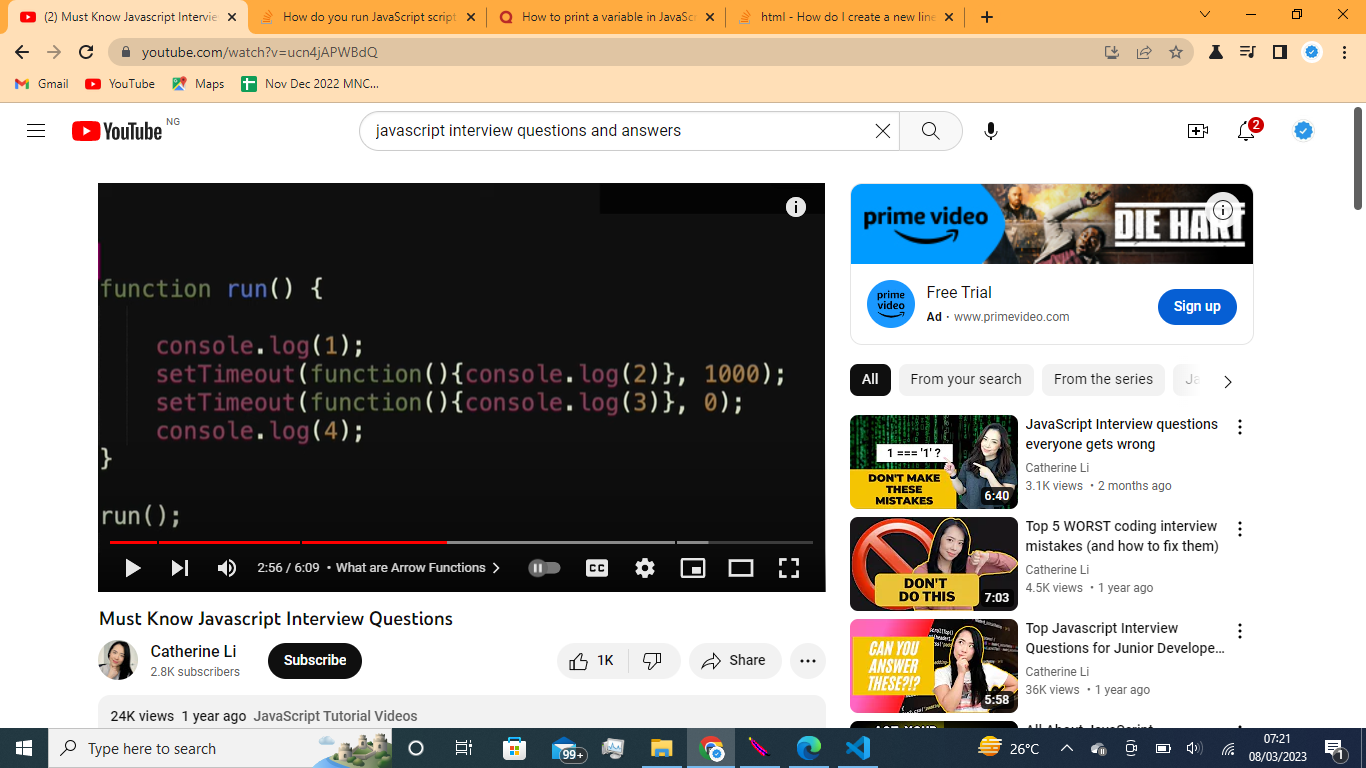 (2) Must Know Javascript Intervie
How do you run JavaScript script
How to print a variable in JavaSc
html - How do I create a new line
youtube.com/watch?v=ucn4jAPWBdQ
Gmail
YouTube
Maps
Nov Dec 2022 MNC...
YouTube NG
javascript interview questions and answers
2
function run() {
console.log(1);
setTimeout(function(){console.log(2)}, 1000);
setTimeout(function(){console.log(3)}, 0);
console.log(4);
}
run();
2:56 / 6:09 • What are Arrow Functions
CC
Must Know Javascript Interview Questions
Catherine Li
2.8K subscribers
Subscribe
1K
Share
24K views 1 year ago JavaScript Tutorial Videos
prime video
DIE HART
prime video
Free Trial
Ad · www.primevideo.com
Sign up
All
From your search
From the series
Ja
1 === '1' ?
DON'T MAKE
THESE
MISTAKES
6:40
JavaScript Interview questions
everyone gets wrong
Catherine Li
3.1K views • 2 months ago
DON'T
DO THIS
7:03
Top 5 WORST coding interview
mistakes (and how to fix them)
Catherine Li
4.5K views • 1 year ago
CAN YOU
ANSWER
THESE?!?
5:58
Top Javascript Interview
Questions for Junior Develope...
Catherine Li
36K views • 1 year ago
All About JavaScript
Type here to search
99+
26°C
07:21
08/03/2023
1